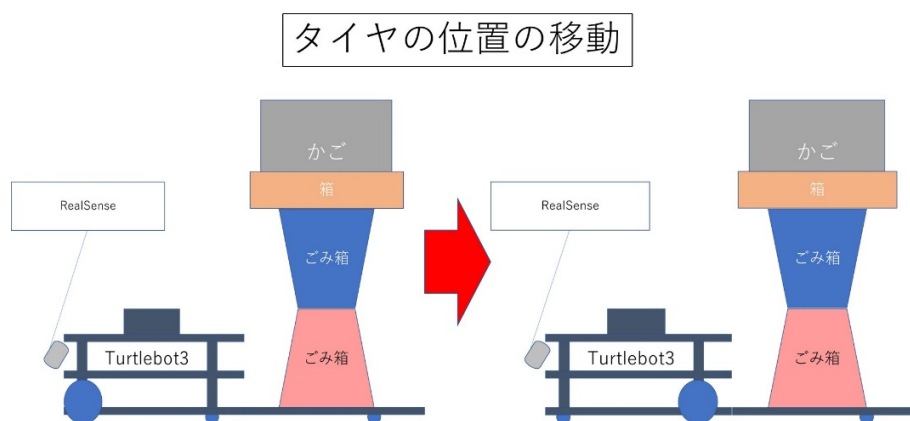 タイヤの位置の移動
かご
箱
RealSense
ごみ箱
Turtlebot3
ごみ箱
かご
箱
RealSense
ごみ箱
Turtlebot3
ごみ箱